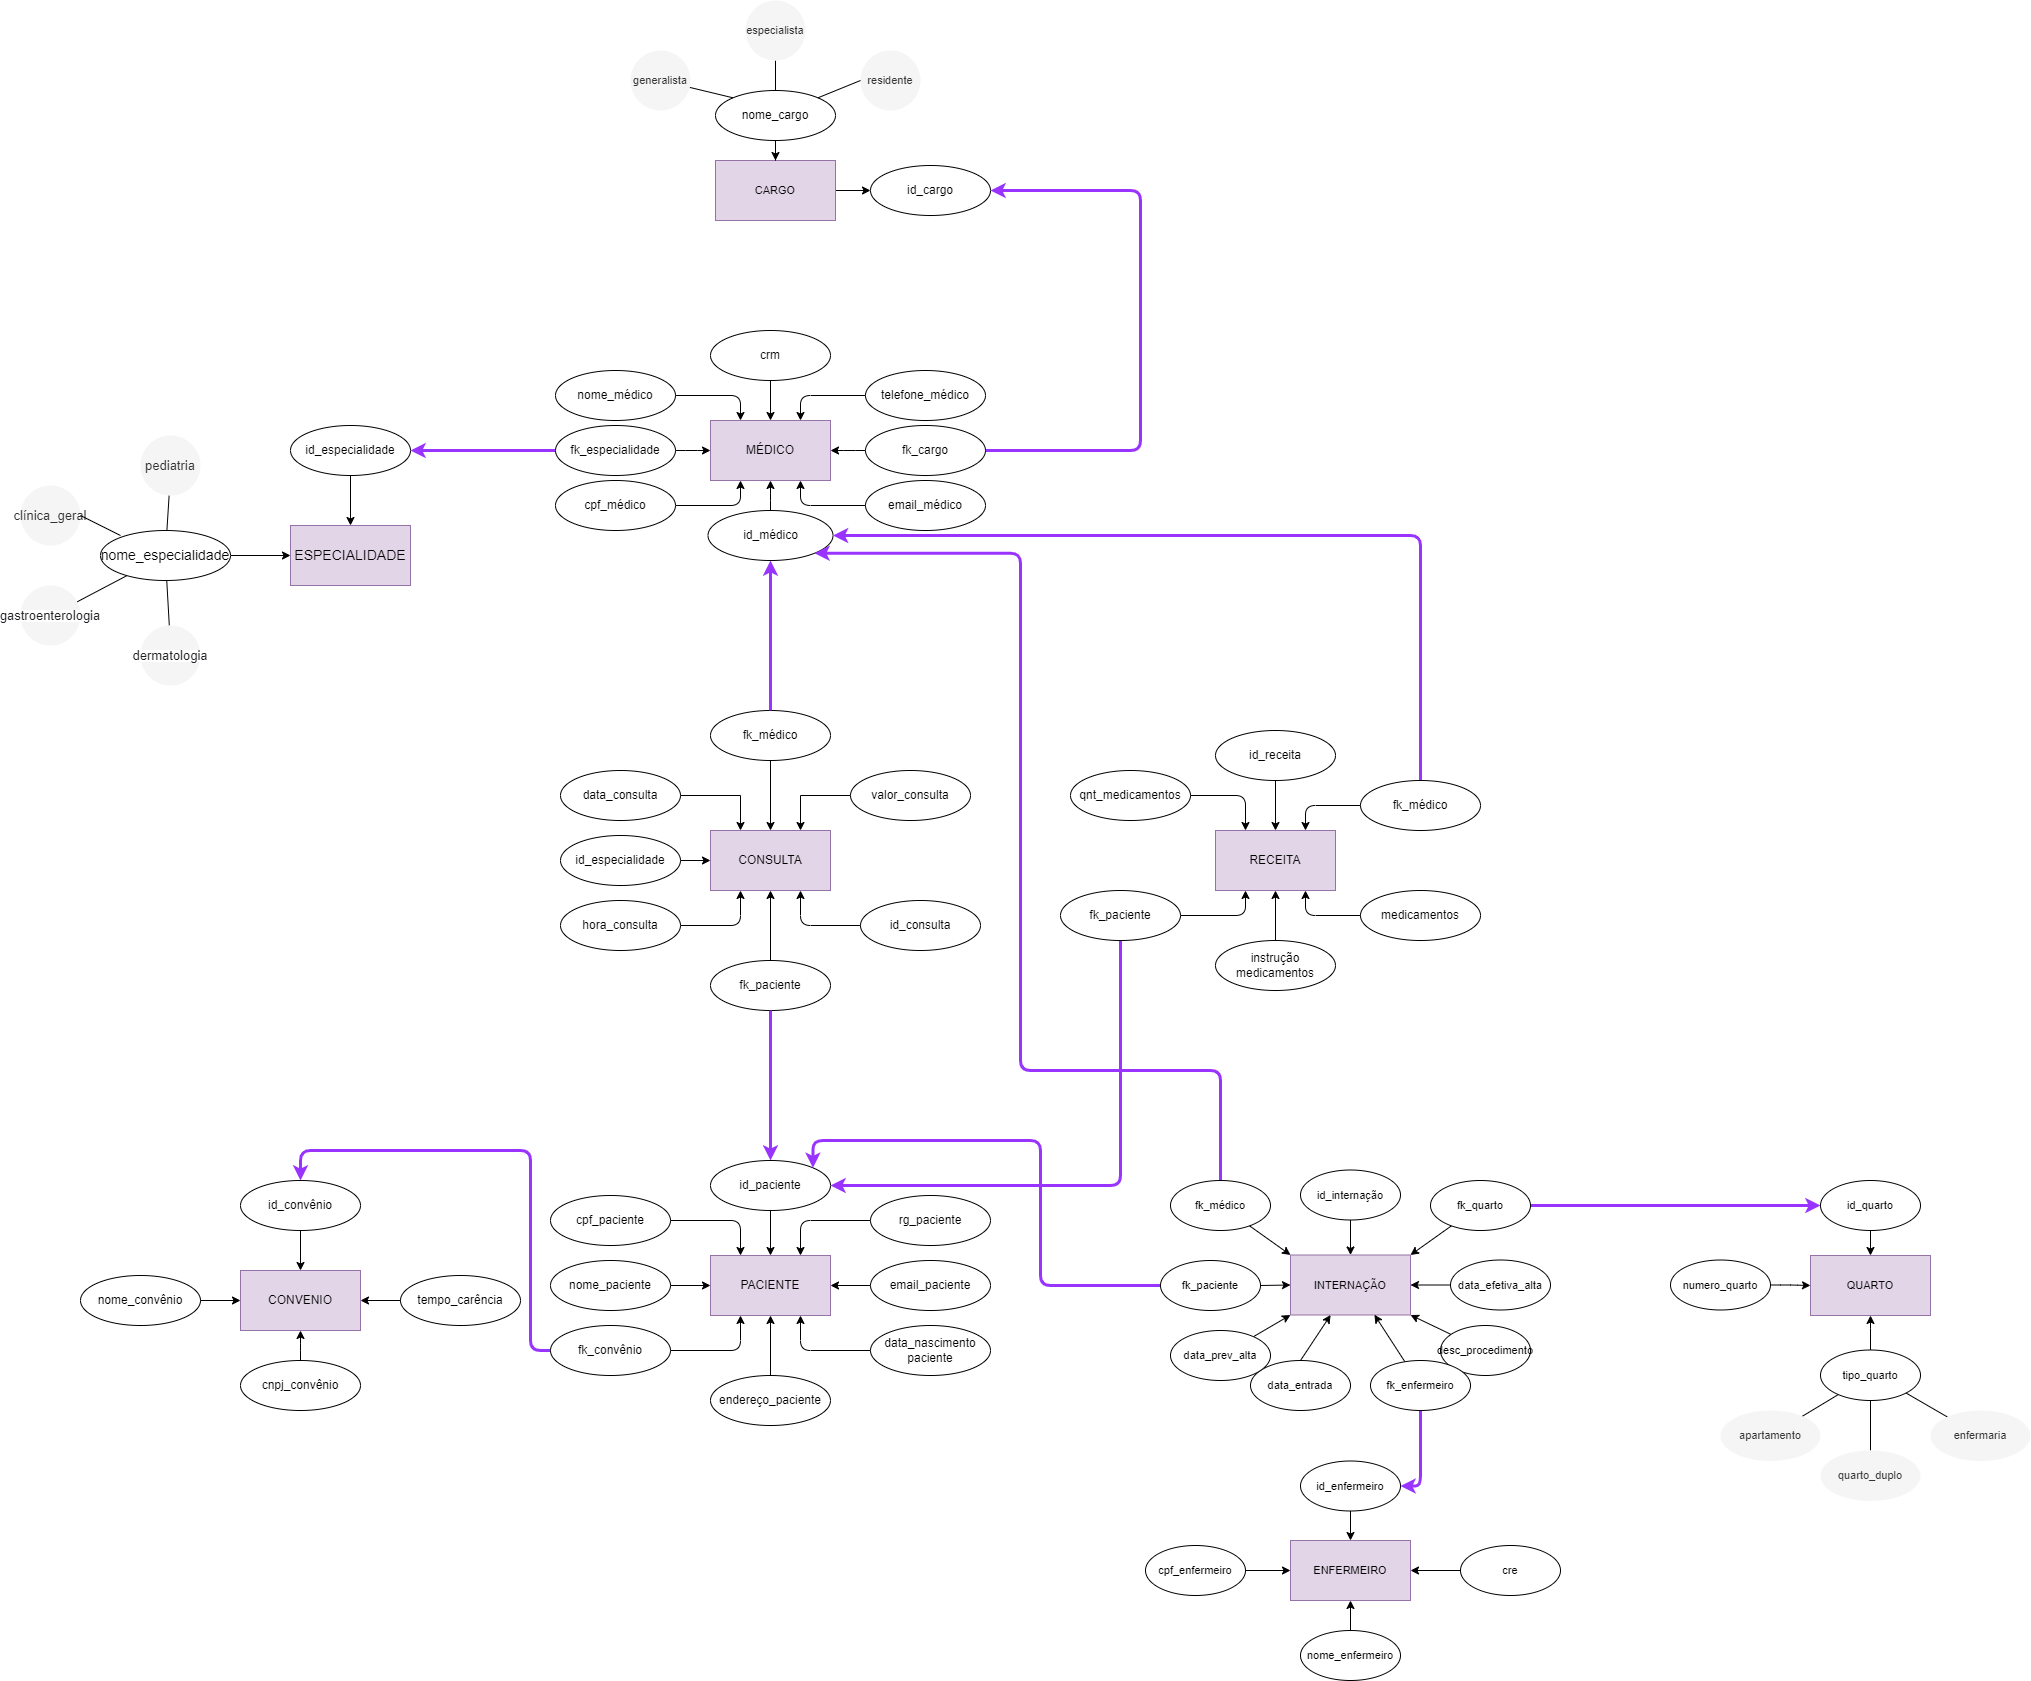 especialista
generalista
residente
nome_cargo
CARGO
id_cargo
crm
nome_médico
telefone_médico
fk_especialidade
MÉDICO
fk_cargo
cpf_médico
email_médico
id_médico
id_especialidade
pediatria
clínica_geral
nome_especialidade
ESPECIALIDADE
gastroenterologia
dermatologia
fk_médico
data_consulta
valor_consulta
id_especialidade
CONSULTA
hora_consulta
id_consulta
fk_paciente
id_receita
qnt_medicamentos
fk_médico
RECEITA
fk_paciente
medicamentos
instrução
medicamentos
id_convênio
nome_convênio
CONVENIO
tempo_carência
cnpj_convênio
id_paciente
cpf_paciente
rg_paciente
nome_paciente
PACIENTE
email_paciente
fk_convênio
data_nascimento
paciente
endereço_paciente
fk_médico
id_internação
fk_quarto
fk_paciente
INTERNAÇÃO
data_efetiva_alta
data_prev_alta
desc_procedimento
data_entrada
fk_enfermeiro
id_quarto
numero_quarto
QUARTO
tipo_quarto
apartamento
enfermaria
quarto_duplo
id_enfermeiro
cpf_enfermeiro
ENFERMEIRO
cre
nome_enfermeiro